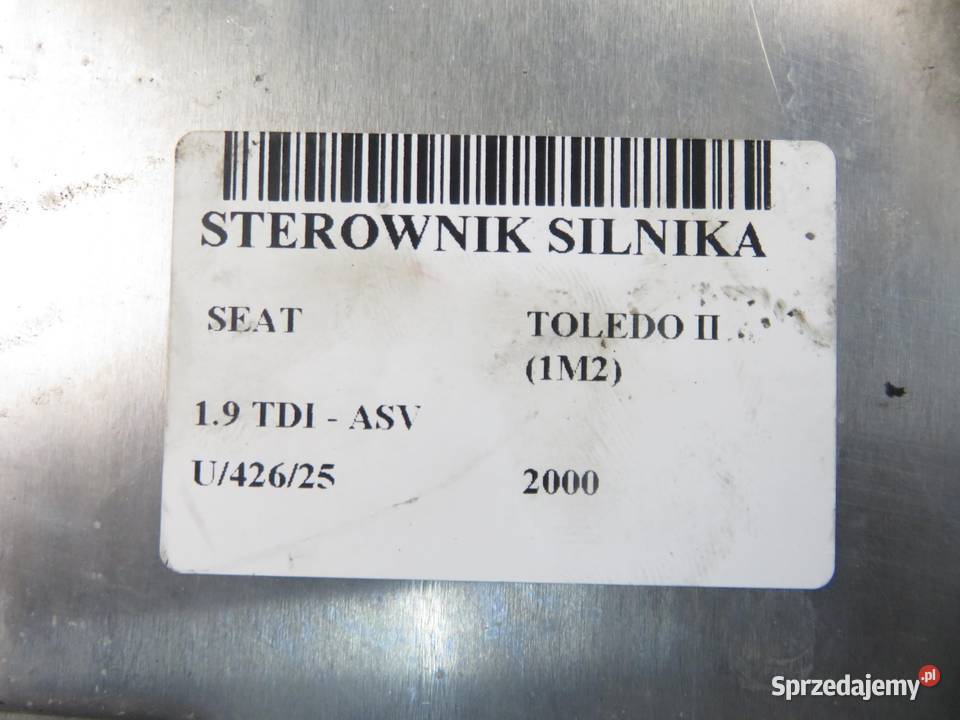 STEROWNIK SILNIKA
SEAT TOLEDO II
(1M2)
1.9 TDI - ASV
U/426/25 2000
Sprzedajemy.pl